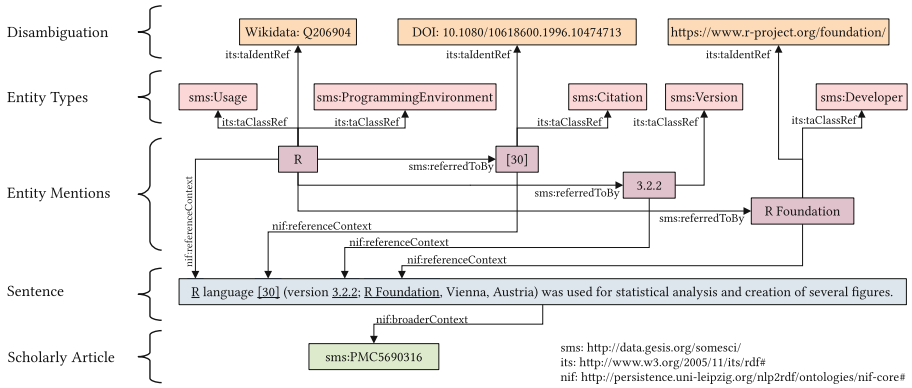 Disambiguation
Wikidata: Q206904
DOI: 10.1080/10618600.1996.10474713
https://www.r-project.org/foundation/
its:taIdentRef
its:taIdentRef
its:taIdentRef
Entity Types
sms:Usage
sms:ProgrammingEnvironment
sms:Citation
sms:Version
sms:Developer
its:taClassRef
its:taClassRef
its:taClassRef
its:taClassRef
its:taClassRef
Entity Mentions
R
[30]
sms:referredToBy
3.2.2
sms:referredToBy
R Foundation
sms:referredToBy
nif:referenceContext
nif:referenceContext
nif:referenceContext
nif:referenceContext
Sentence
R language [30] (version 3.2.2; R Foundation, Vienna, Austria) was used for statistical analysis and creation of several figures.
nif:broaderContext
Scholarly Article
sms:PMC5690316
sms: http://data.gesis.org/somesci/
its: http://www.w3.org/2005/11/its/rdf#
nif: http://persistence.uni-leipzig.org/nlp2rdf/ontologies/nif-core#